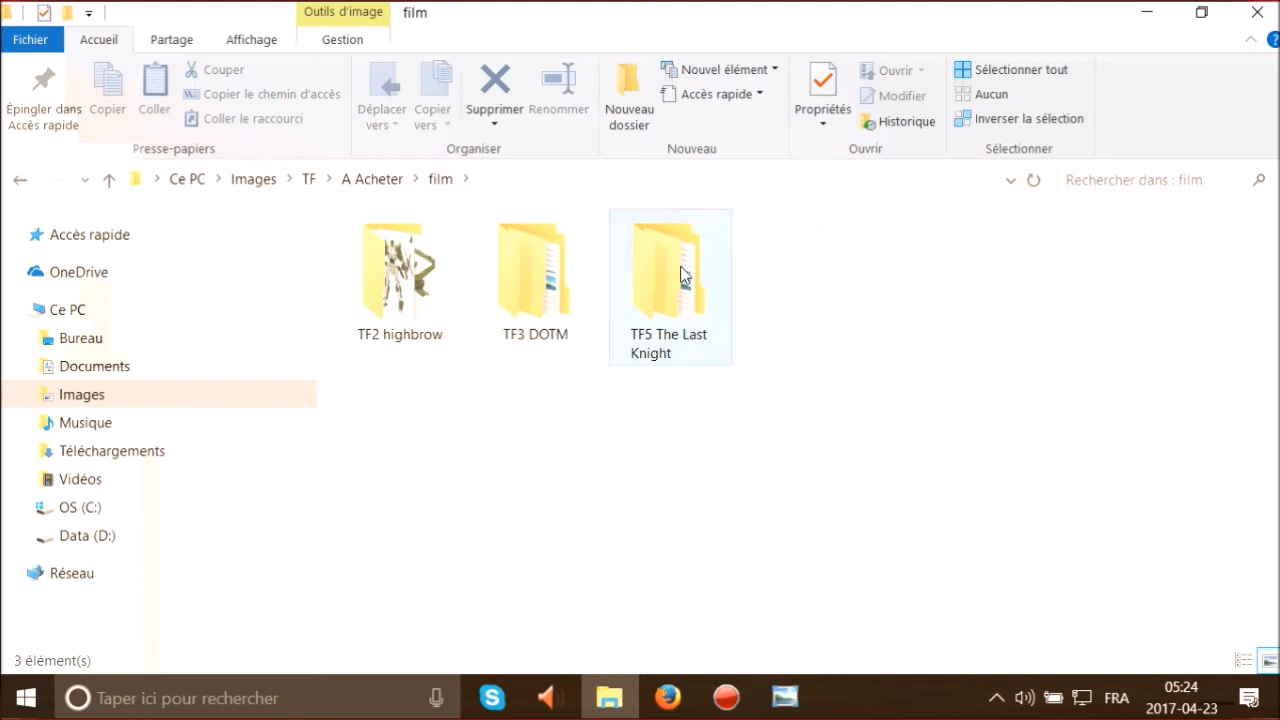 Outils d'image film
Fichier Accueil Partage Affichage Gestion
Épingler dans
Accès rapide
Copier
Coller
Couper
Copier le chemin d'accès
Coller le raccourci
Presse-papiers
Déplacer
vers
Copier
vers
Supprimer
Renommer
Organiser
Nouveau
dossier
Nouvel élément
Accès rapide
Nouveau
Propriétés
Ouvrir
Modifier
Historique
Ouvrir
Sélectionner tout
Aucun
Inverser la sélection
Sélectionner
Ce PC > Images > TF > A Acheter > film >
Rechercher dans : film
Accès rapide
OneDrive
Ce PC
Bureau
Documents
Images
Musique
Téléchargements
Vidéos
OS (C:)
Data (D:)
Réseau
TF2 highbrow
TF3 DOTM
TF5 The Last
Knight
3 élément(s)
Taper ici pour rechercher
FRA
05:24
2017-04-23